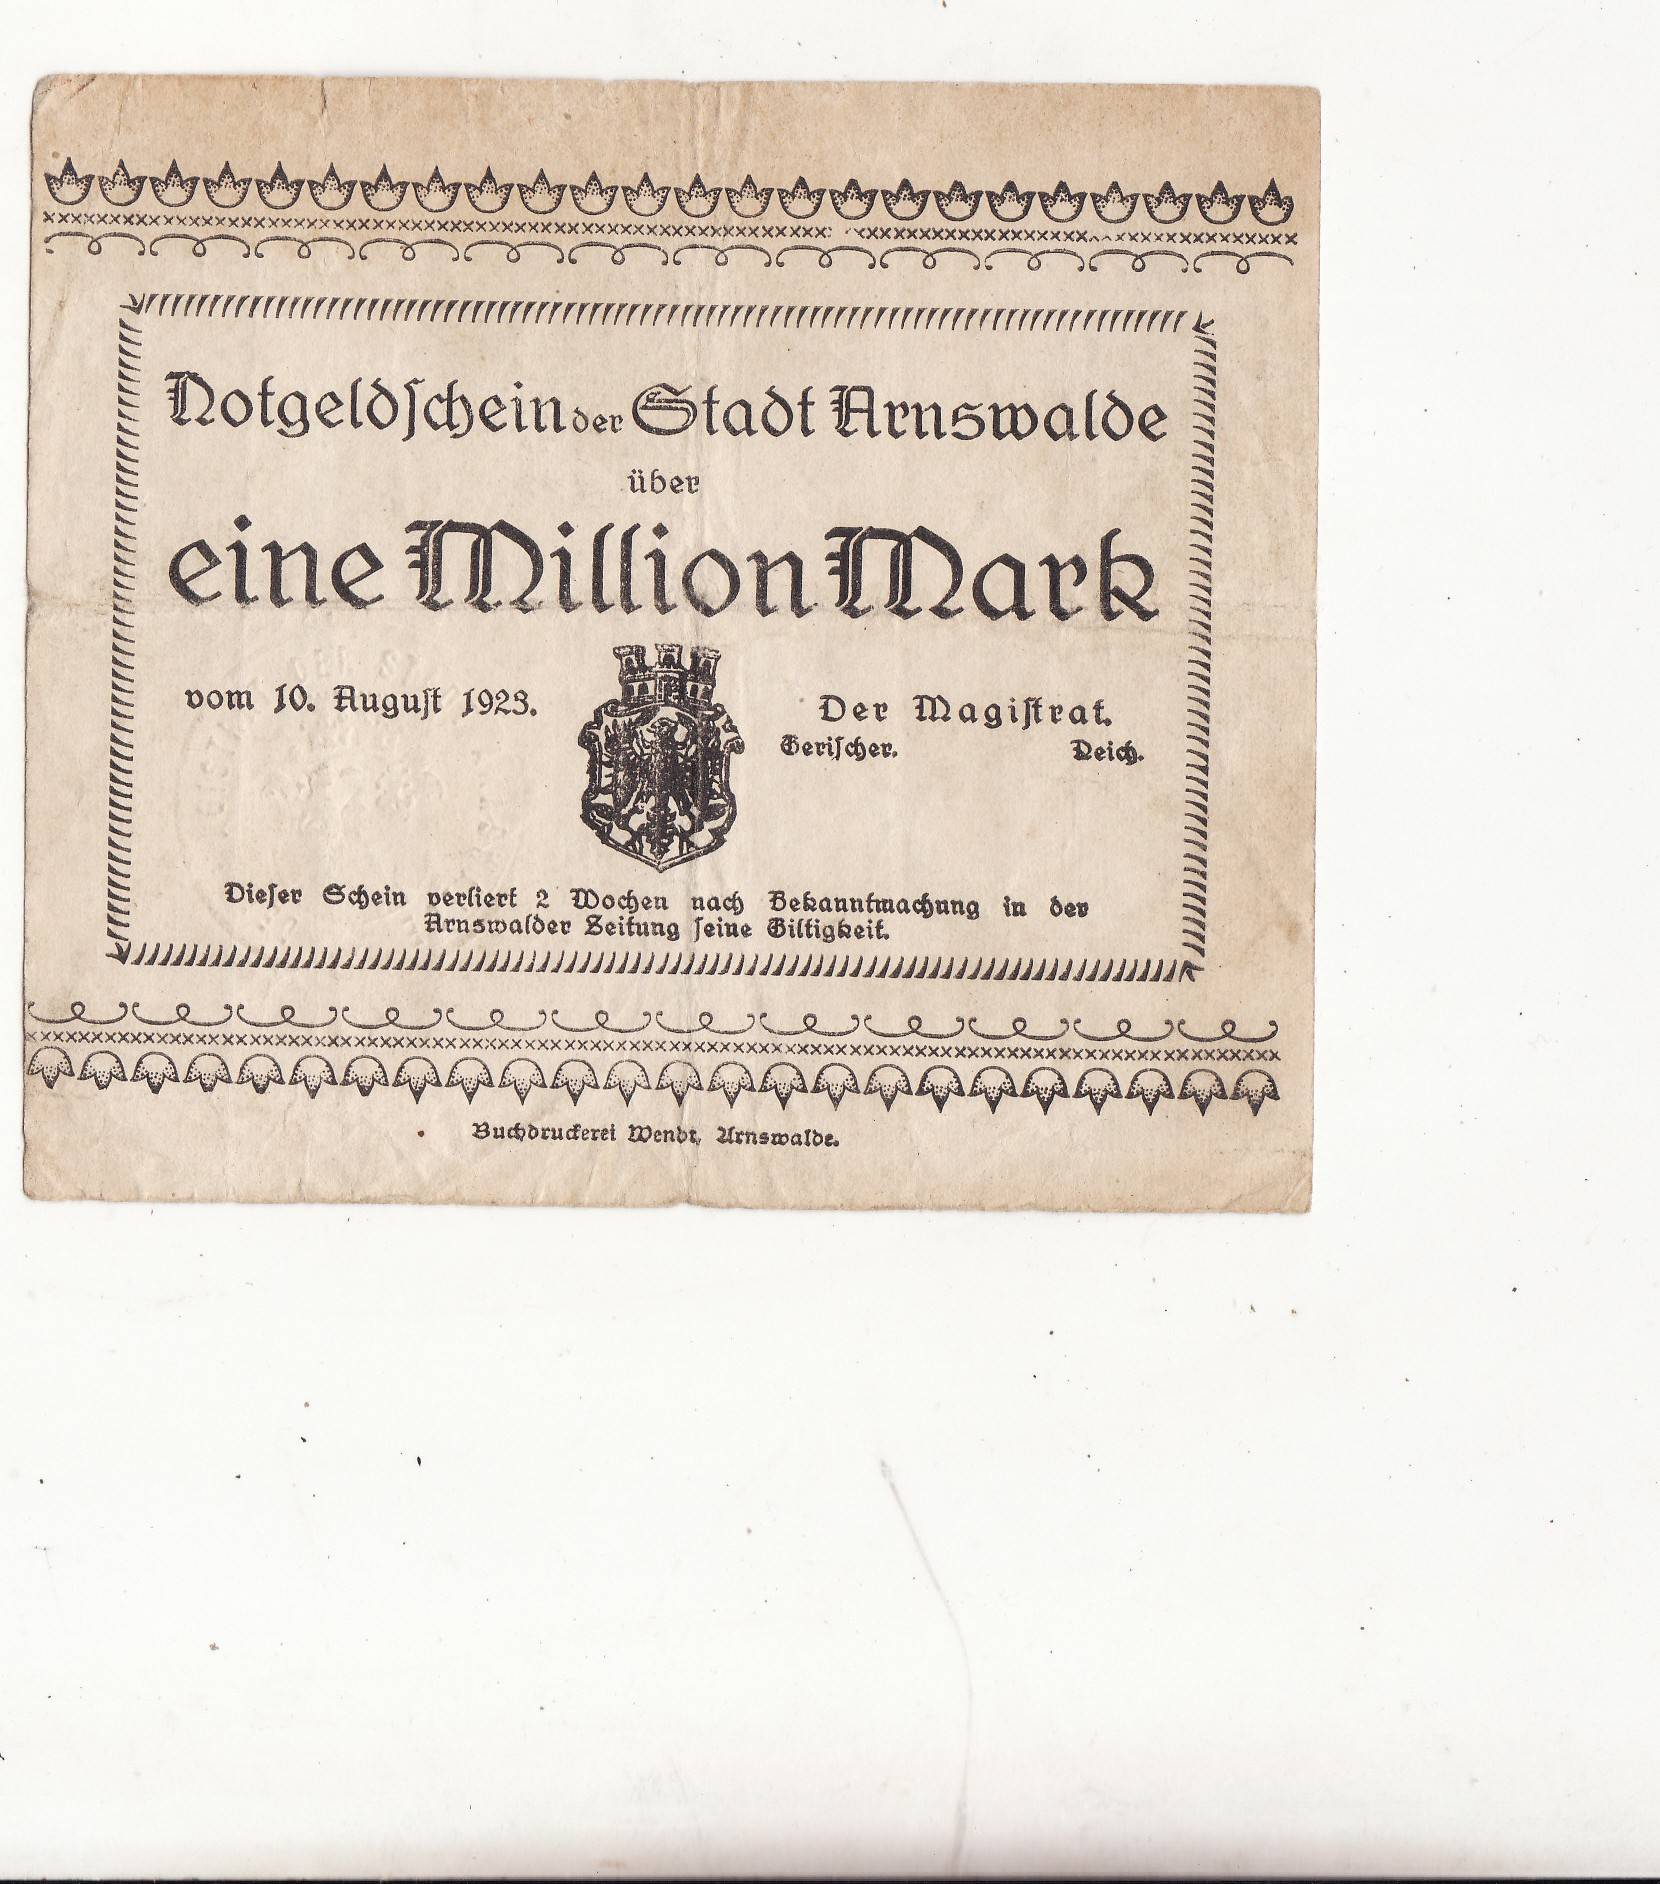 Notgeldschein der Stadt Arnswalde
über
eine Million Mark
vom 10. August 1923.
Der Magistrat.
Gerischer. Reich.
Dieser Schein verliert 2 Wochen nach Bekanntmachung in der
Arnswalder Zeitung seine Giltigkeit.
Buchdruckerei Wendt, Arnswalde.